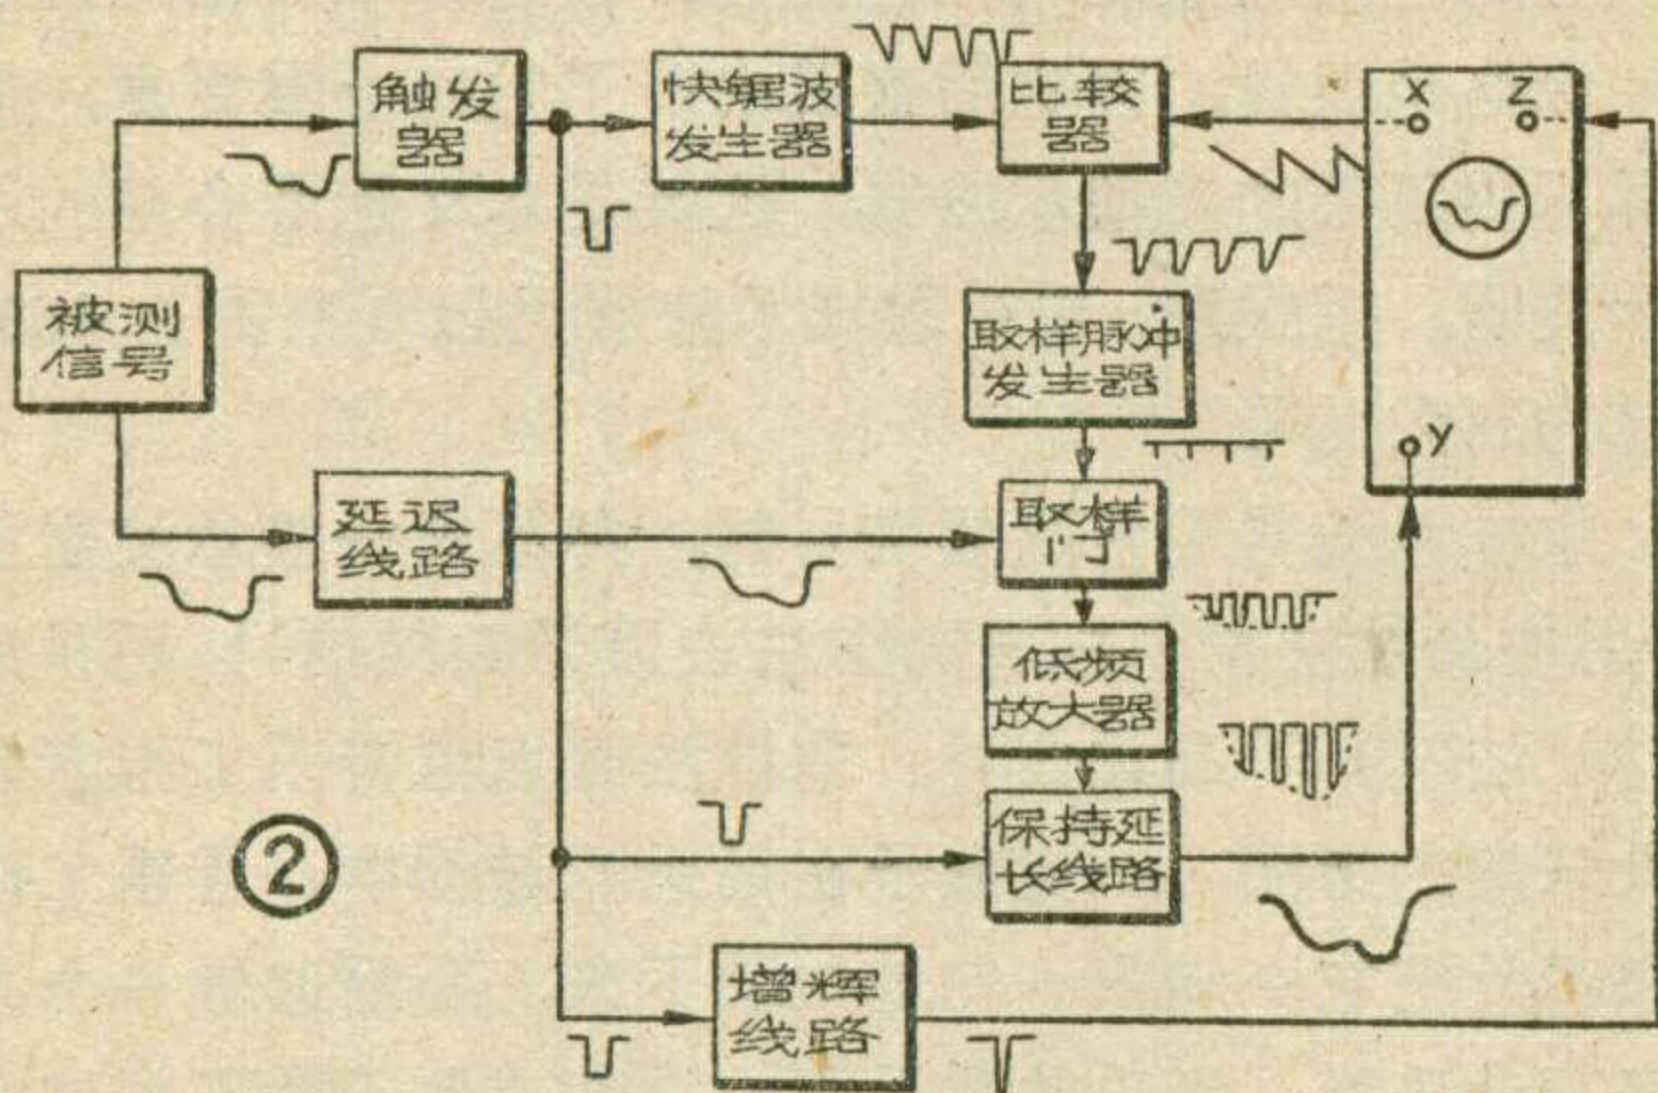 触发
器
快锯波
发生器
比较
器
X
Z
被测
信号
取样脉冲
发生器
Y
延迟
线路
取样
门
低频
放大器
保持延
长线路
②
增辉
线路